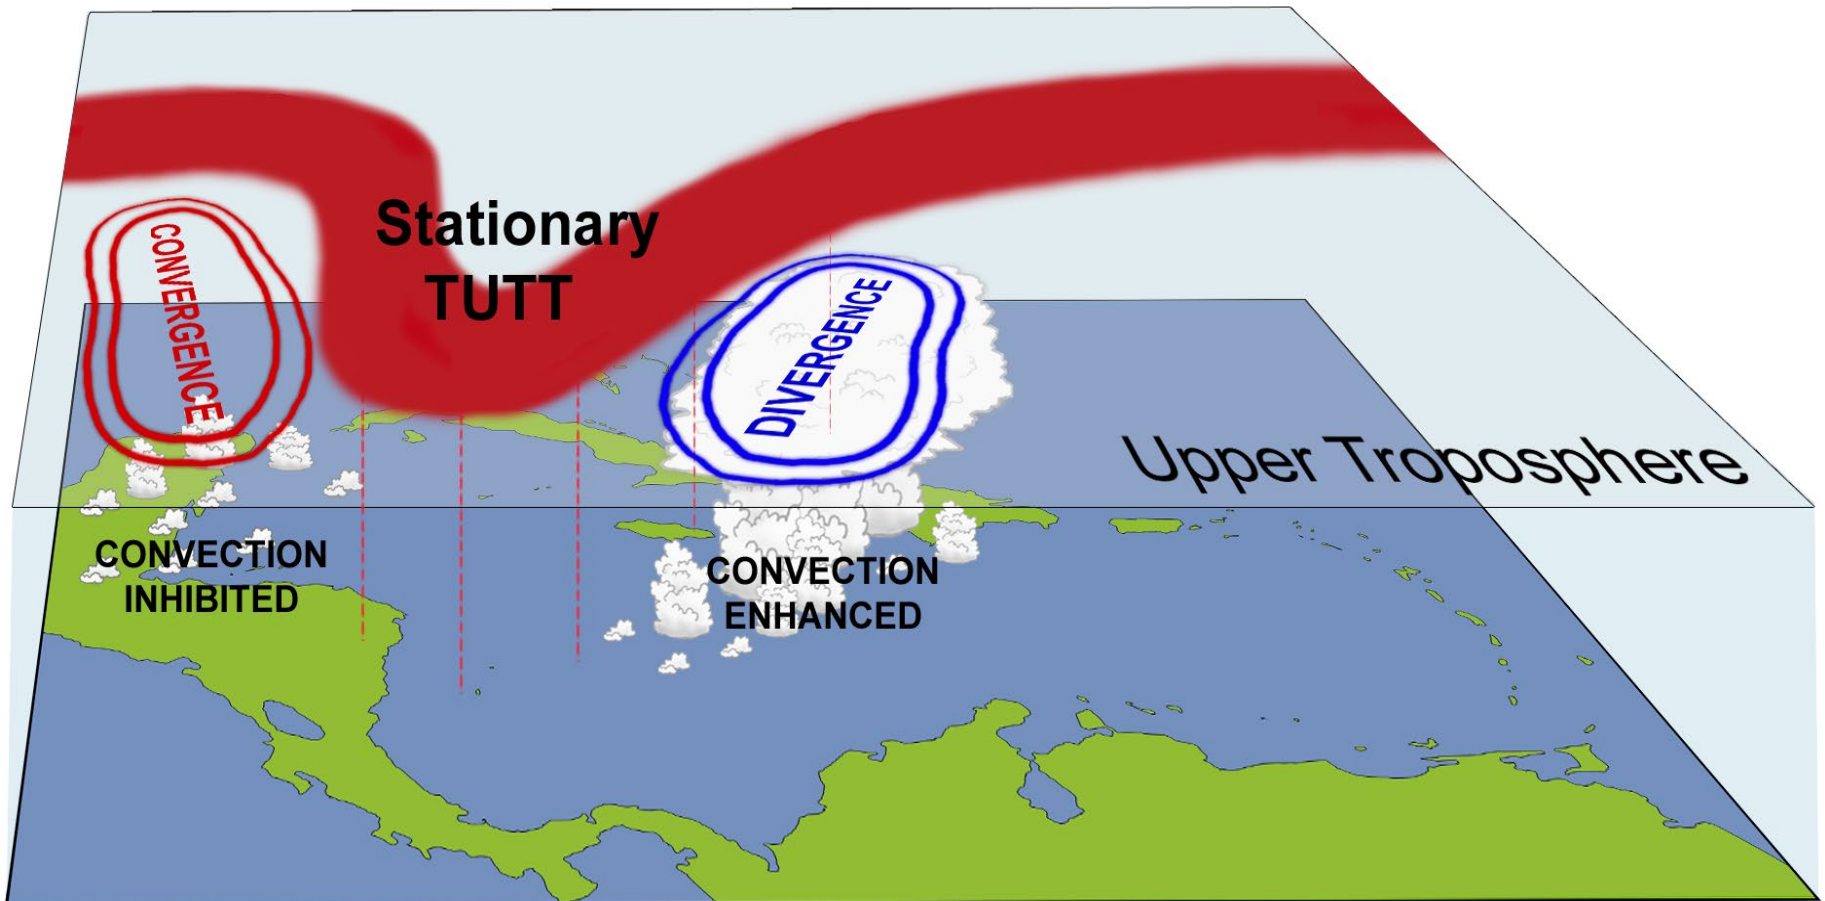 Stationary
TUTT
CONVERGENCE
DIVERGENCE
Upper Troposphere
CONVECTION
INHIBITED
CONVECTION
ENHANCED